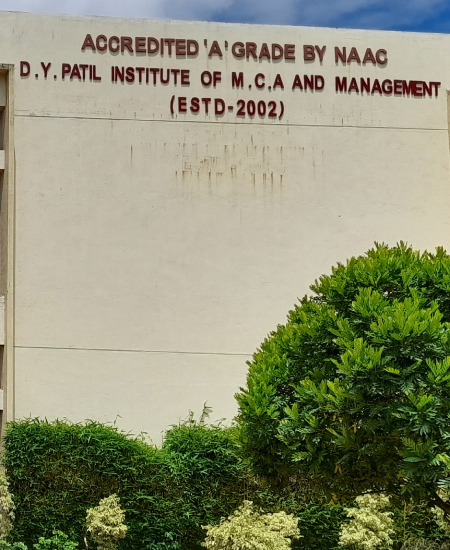 ACCREDITED 'A' GRADE BY NAAC
D.Y.PATIL INSTITUTE OF M.C.A AND MANAGEMENT
(ESTD-2002)